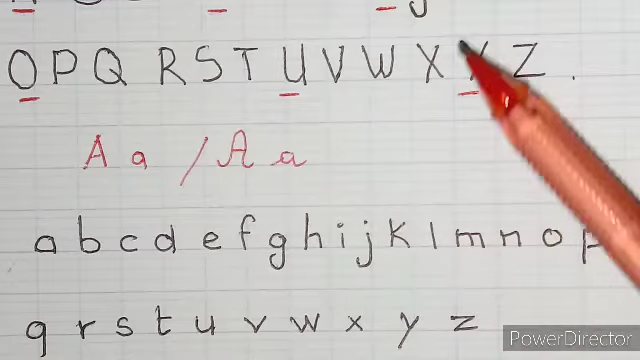 O P Q R S T U V W X Y Z .
A a / A a
a b c d e f g h i j k l m n o p
q r s t u v w x y z
PowerDirector